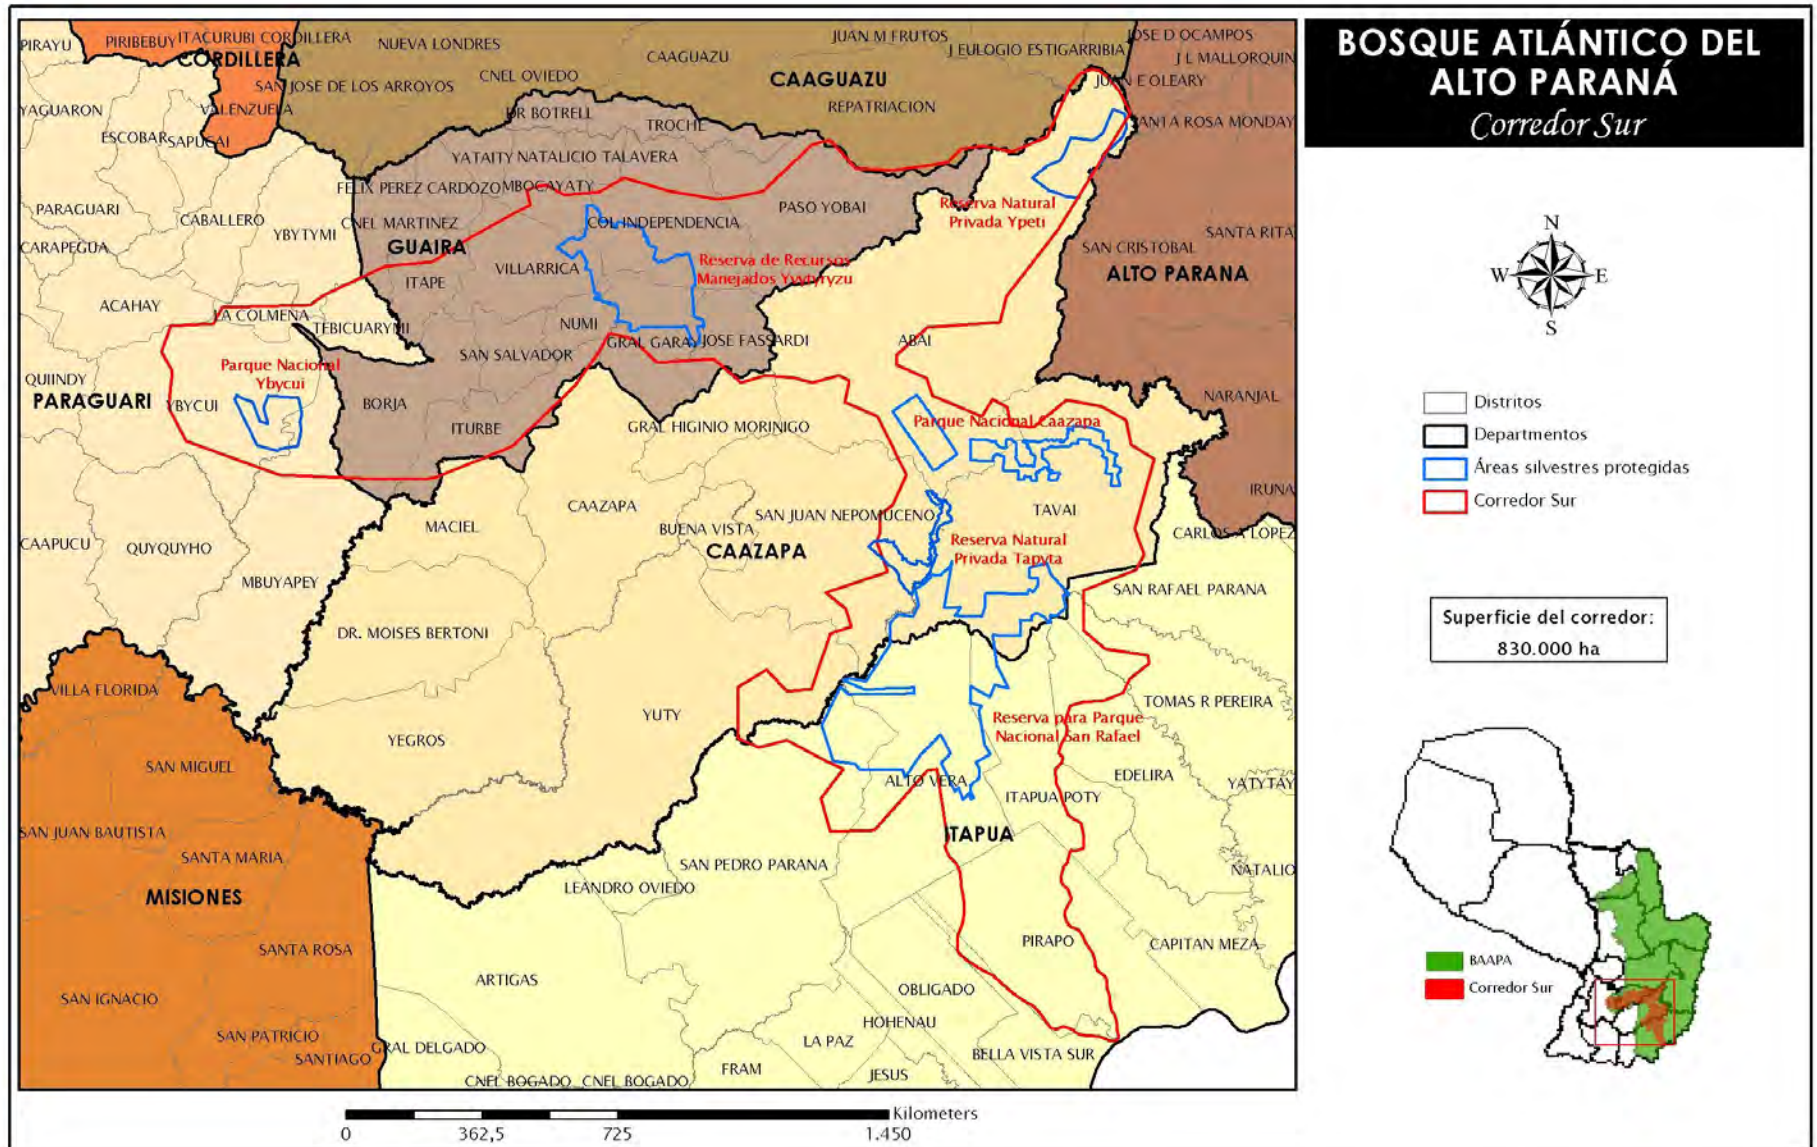 BOSQUE ATLÁNTICO DEL
ALTO PARANÁ
Corredor Sur
PIRAYU
PIRIBEBUY
ITACURUBI CORDILLERA
CORDILLERA
NUEVA LONDRES
JUAN M FRUTOS
J EULOGIO ESTIGARRIBIA
JOSE D OCAMPOS
J L MALLORQUIN
CAAGUAZU
CNEL OVIEDO
CAAGUAZU
JUAN E OLEARY
SAN JOSE DE LOS ARROYOS
REPATRIACION
YAGUARON
VALENZUELA
DR BOTRELL
TROCHE
SANTA ROSA MONDAY
ESCOBAR
SAPUCAI
YATAITY
NATALICIO TALAVERA
FELIX PEREZ CARDOZO
MBOCAYATY
PARAGUARI
CABALLERO
YBYTYMI
CNEL MARTINEZ
COL INDEPENDENCIA
PASO YOBAI
Reserva Natural
Privada Ypeti
CARAPEGUA
GUAIRA
SAN CRISTOBAL
SANTA RITA
VILLARRICA
Reserva de Recursos
Manejados Yvytyryzu
ALTO PARANA
ITAPE
ACAHAY
LA COLMENA
TEBICUARYMI
NUMI
GRAL GARA
JOSE FASSARDI
ABAI
SAN SALVADOR
Parque Nacional
Ybycui
QUIINDY
PARAGUARI
YBYCUI
BORJA
ITURBE
NARANJAL
GRAL HIGINIO MORINIGO
Parque Nacional Caazapa
IRUNA
CAAZAPA
SAN JUAN NEPOMUCENO
TAVAI
MACIEL
BUENA VISTA
CAAZAPA
Reserva Natural
Privada Tapyta
CARLOS A LOPEZ
CAAPUCU
QUYQUYHO
MBUYAPEY
SAN RAFAEL PARANA
DR. MOISES BERTONI
VILLA FLORIDA
TOMAS R PEREIRA
YUTY
Reserva para Parque
Nacional San Rafael
YEGROS
SAN MIGUEL
ALTO VERA
EDELIRA
YATYTAY
ITAPUA POTY
SAN JUAN BAUTISTA
ITAPUA
SANTA MARIA
SAN PEDRO PARANA
NATALIO
LEANDRO OVIEDO
MISIONES
SANTA ROSA
PIRAPO
CAPITAN MEZA
ARTIGAS
SAN IGNACIO
OBLIGADO
HOHENAU
SAN PATRICIO
LA PAZ
SANTIAGO
GRAL DELGADO
BELLA VISTA SUR
FRAM
JESUS
CNEL BOGADO
CNEL BOGADO
N
W
E
S
Distritos
Departmentos
Áreas silvestres protegidas
Corredor Sur
Superficie del corredor:
830.000 ha
BAAPA
Corredor Sur
Kilometers
0
362,5
725
1.450